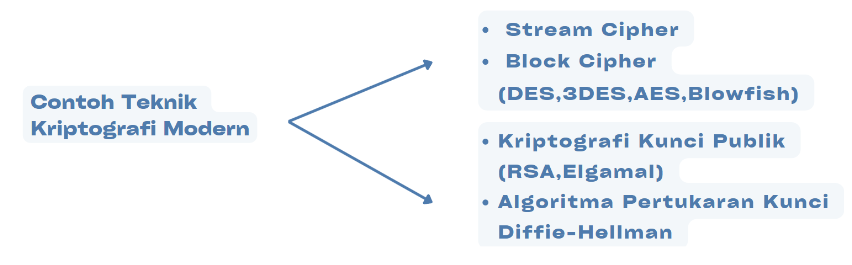 Contoh Teknik
Kriptografi Modern
• Stream Cipher
• Block Cipher
(DES,3DES,AES,Blowfish)
• Kriptografi Kunci Publik
(RSA,Elgamal)
• Algoritma Pertukaran Kunci
Diffie-Hellman